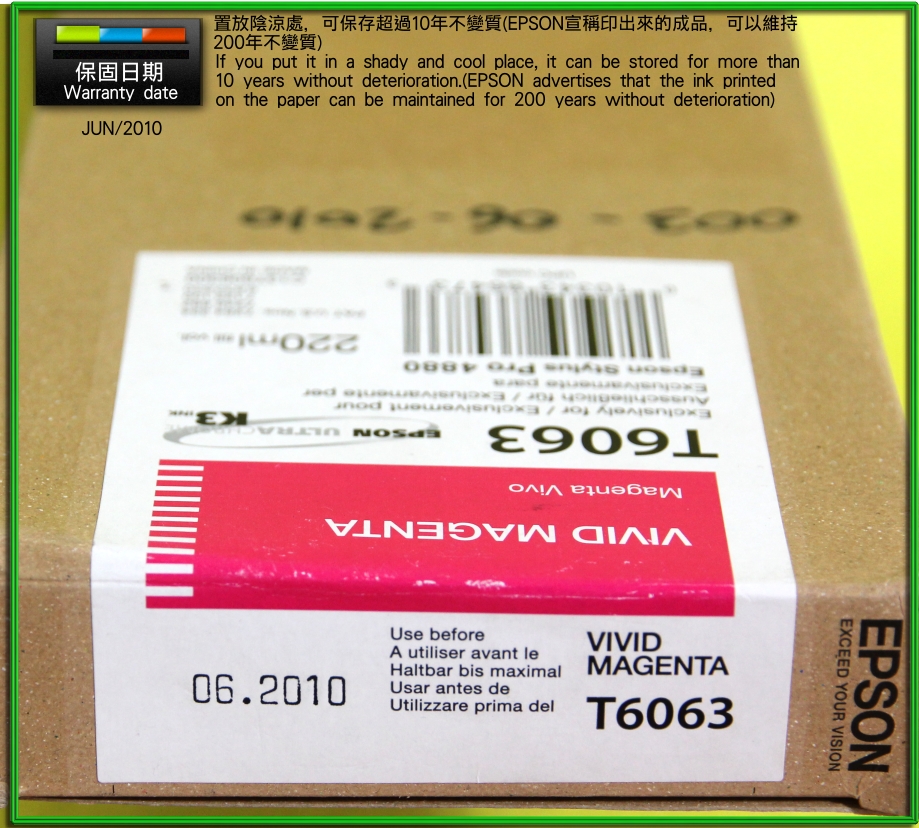 置放陰涼處，可保存超過10年不變質(EPSON宣稱印出來的成品，可以維持
200年不變質)
If you put it in a shady and cool place, it can be stored for more than
10 years without deterioration.(EPSON advertises that the ink printed
on the paper can be maintained for 200 years without deterioration)
保固日期
Warranty date
JUN/2010
003 - 06 - 2010
220ml
Epson Stylus Pro 4880
Exclusively for / Exclusivement pour
Ausschließlich für / Esclusivamente per
Exclusivamente para
T6063
EPSON ULTRACHROME K3 INK
VIVID MAGENTA
Magenta Vivo
06.2010
Use before
A utiliser avant le
Haltbar bis maximal
Usar antes de
Utilizzare prima del
VIVID
MAGENTA
T6063
EPSON
EXCEED YOUR VISION